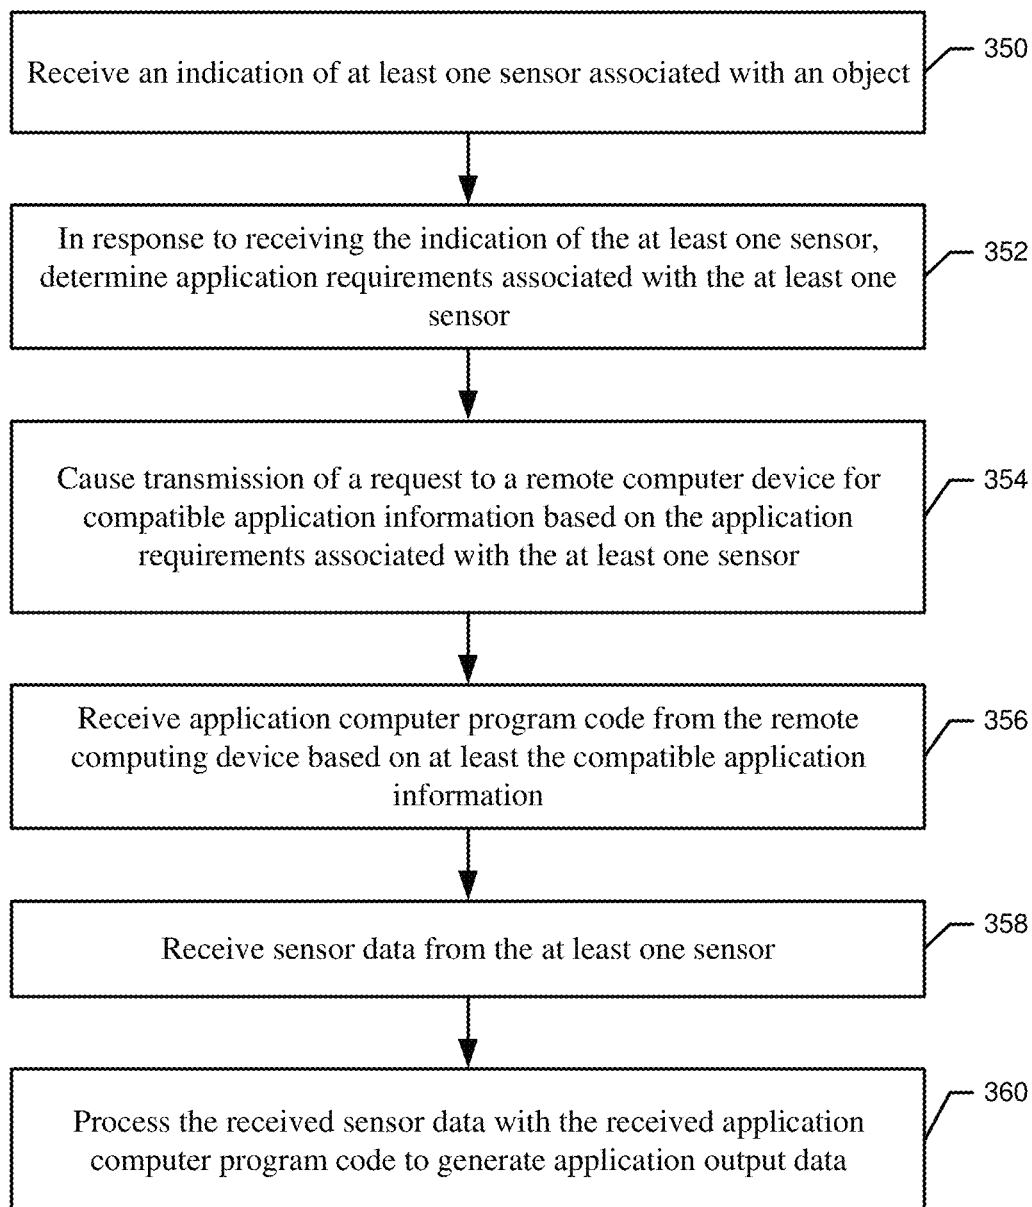 Receive an indication of at least one sensor associated with an object
350
In response to receiving the indication of the at least one sensor,
determine application requirements associated with the at least one
sensor
352
Cause transmission of a request to a remote computer device for
compatible application information based on the application
requirements associated with the at least one sensor
354
Receive application computer program code from the remote
computing device based on at least the compatible application
information
356
Receive sensor data from the at least one sensor
358
Process the received sensor data with the received application
computer program code to generate application output data
360